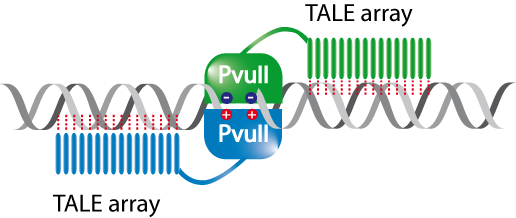 TALE array
PvuII
− −
+ +
PvuII
TALE array